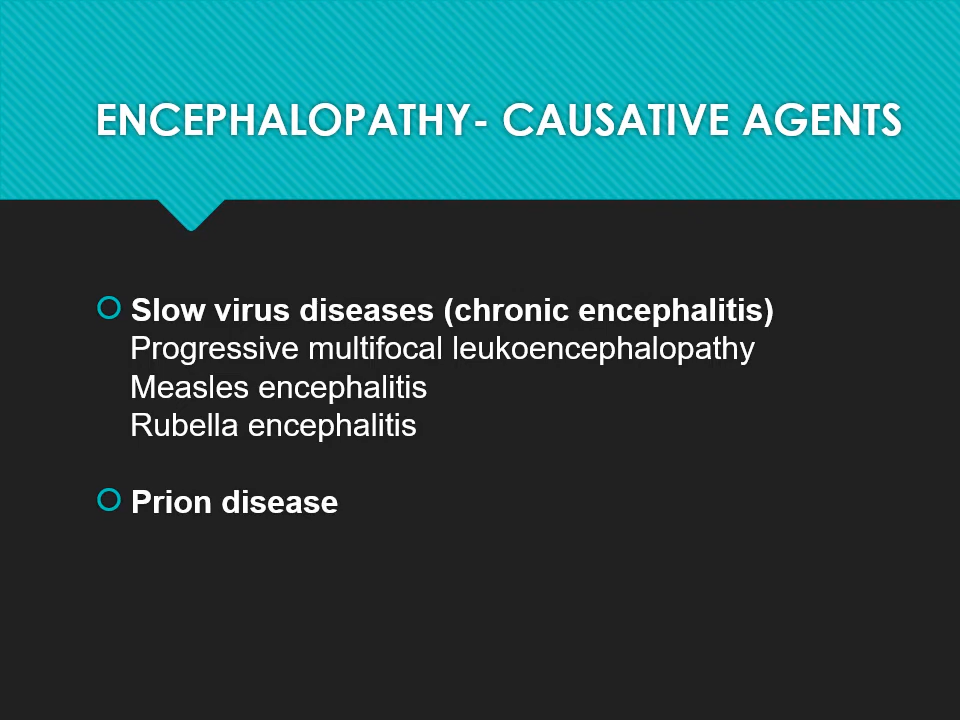 ENCEPHALOPATHY- CAUSATIVE AGENTS
Slow virus diseases (chronic encephalitis)
Progressive multifocal leukoencephalopathy
Measles encephalitis
Rubella encephalitis
Prion disease